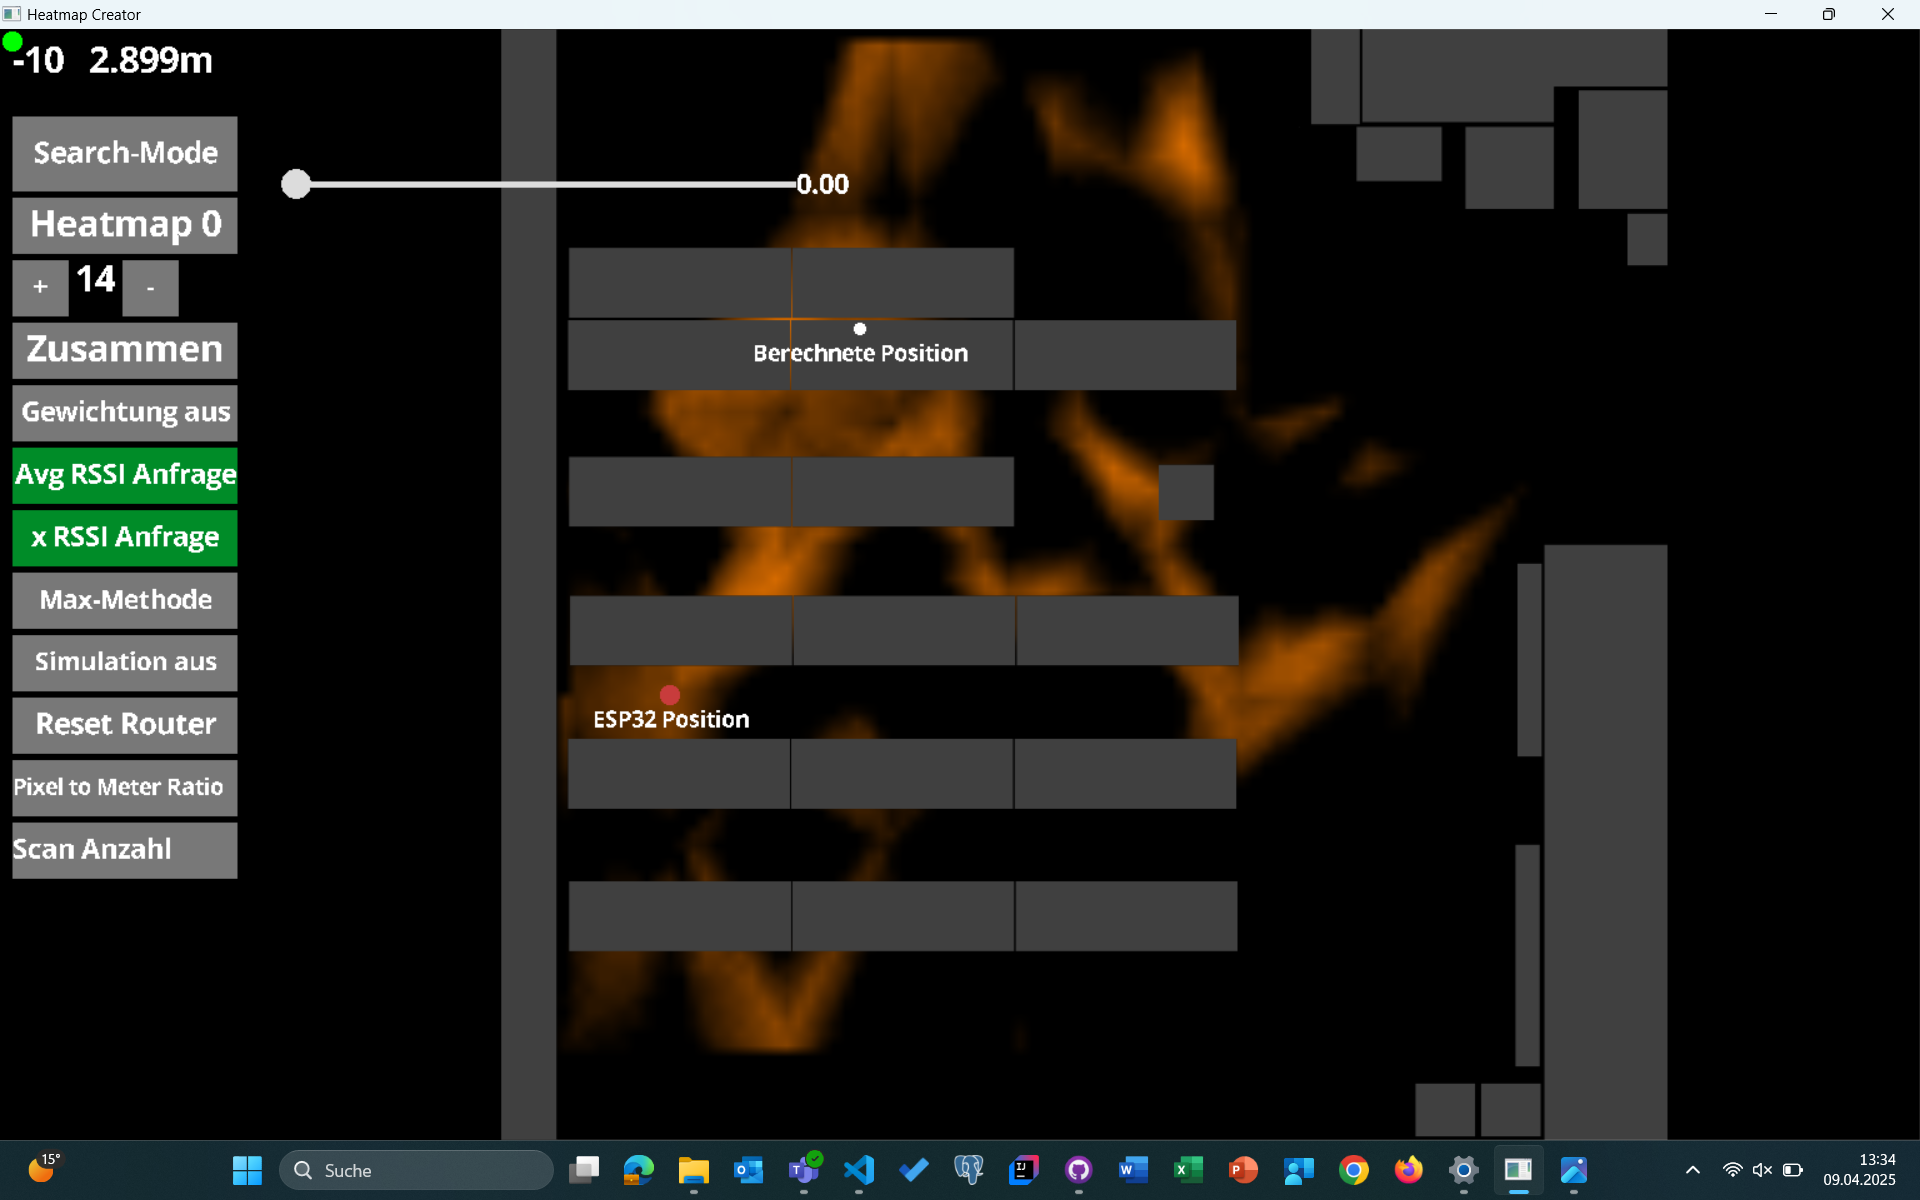 Heatmap Creator
-10 2.899m
Search-Mode
0.00
Heatmap 0
+ 14 -
Zusammen
Berechnete Position
Gewichtung aus
Avg RSSI Anfrage
x RSSI Anfrage
Max-Methode
Simulation aus
Reset Router
ESP32 Position
Pixel to Meter Ratio
Scan Anzahl
15°
Suche
13:34
09.04.2025